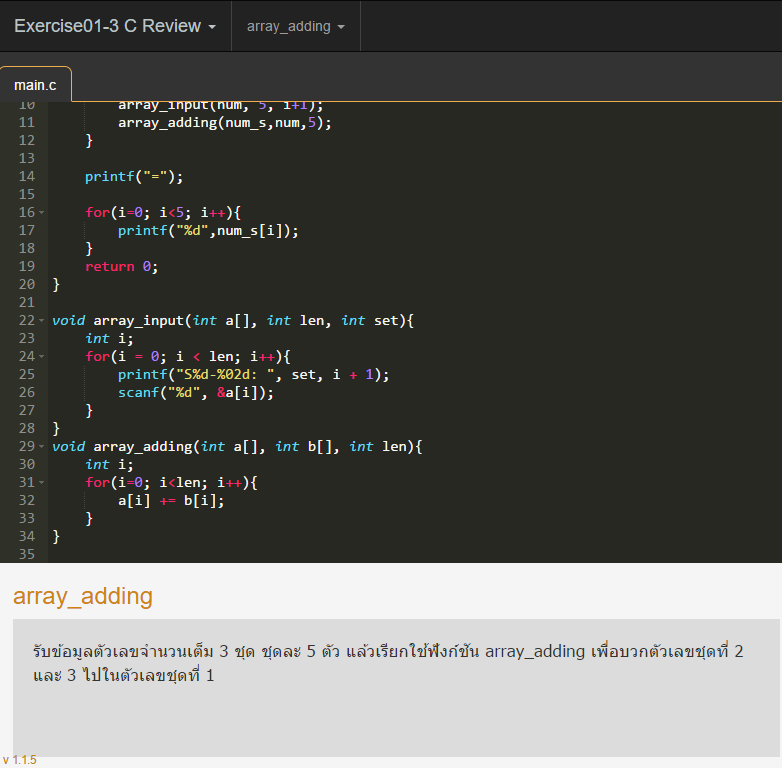 Exercise01-3 C Review
array_adding
main.c
10 array_input(num, 5, i+1);
11 array_adding(num_s,num,5);
12 }
13
14 printf("=");
15
16 for(i=0; i<5; i++){
17 printf("%d",num_s[i]);
18 }
19 return 0;
20 }
21
22 void array_input(int a[], int len, int set){
23 int i;
24 for(i = 0; i < len; i++){
25 printf("S%d-%02d: ", set, i + 1);
26 scanf("%d", &a[i]);
27 }
28 }
29 void array_adding(int a[], int b[], int len){
30 int i;
31 for(i=0; i<len; i++){
32 a[i] += b[i];
33 }
34 }
35
array_adding
รับข้อมูลตัวเลขจำนวนเต็ม 3 ชุด ชุดละ 5 ตัว แล้วเรียกใช้ฟังก์ชัน array_adding เพื่อบวกตัวเลขชุดที่ 2
และ 3 ไปในตัวเลขชุดที่ 1
v 1.1.5